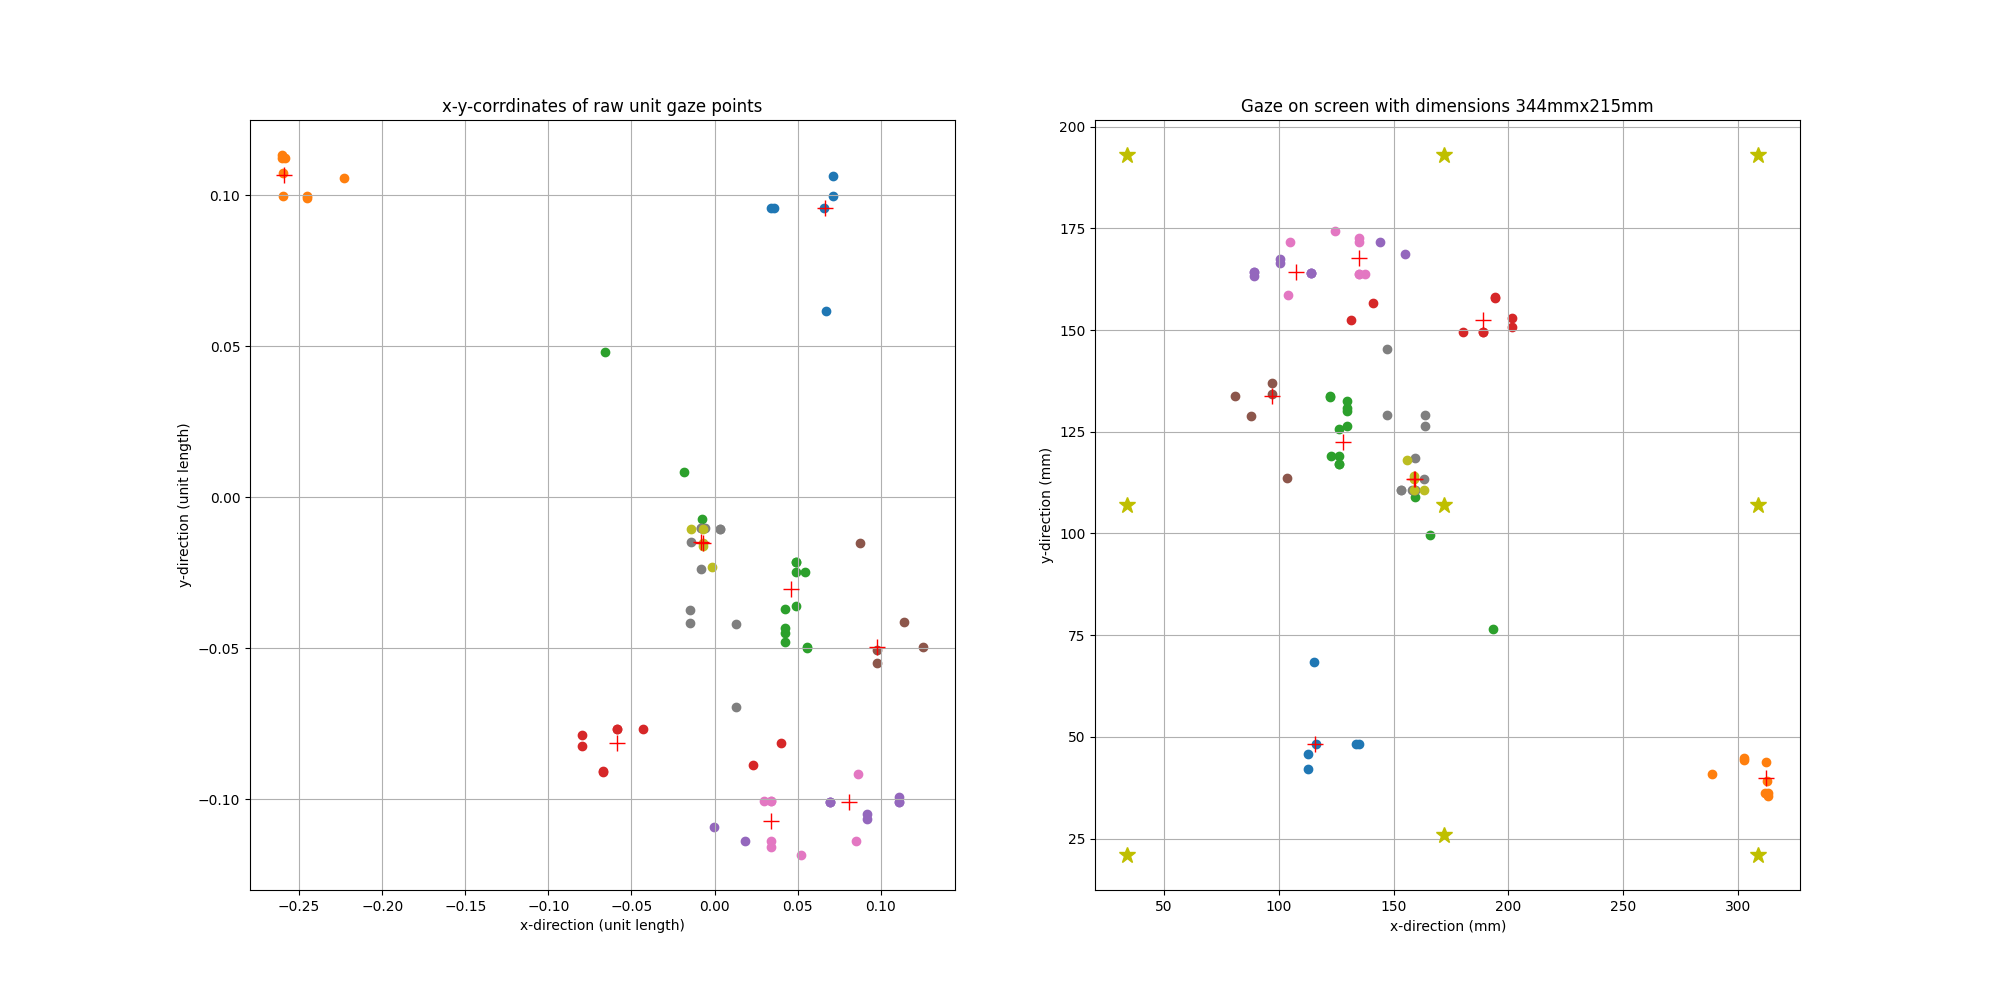 x-y-corrdinates of raw unit gaze points
0.10
0.05
0.00
−0.05
−0.10
y-direction (unit length)
−0.25 −0.20 −0.15 −0.10 −0.05 0.00 0.05 0.10
x-direction (unit length)
Gaze on screen with dimensions 344mmx215mm
200
175
150
125
100
75
50
25
y-direction (mm)
50 100 150 200 250 300
x-direction (mm)